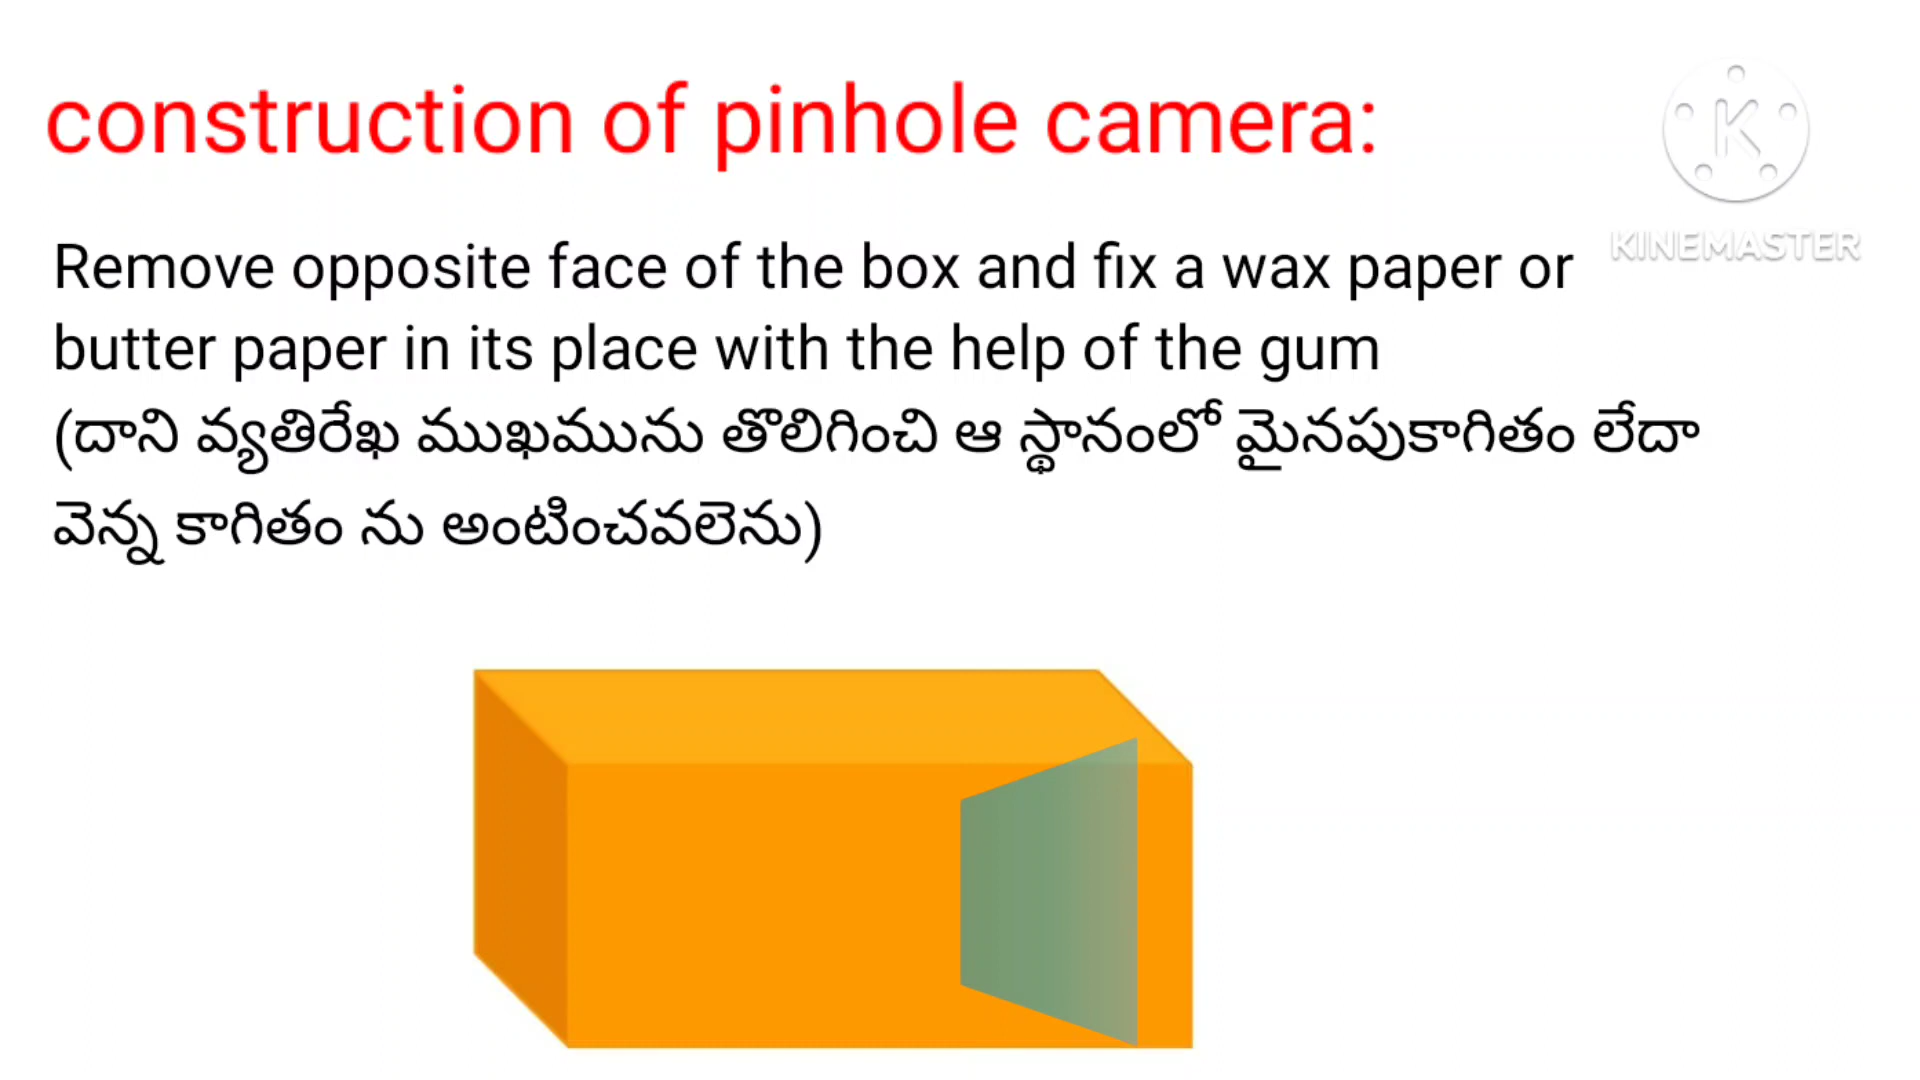 construction of pinhole camera:
K
KINEMASTER
Remove opposite face of the box and fix a wax paper or
butter paper in its place with the help of the gum
(దాని వ్యతిరేఖ ముఖమును తొలిగించి ఆ స్థానంలో మైనపుకాగితం లేదా
వెన్న కాగితం ను అంటించవలెను)